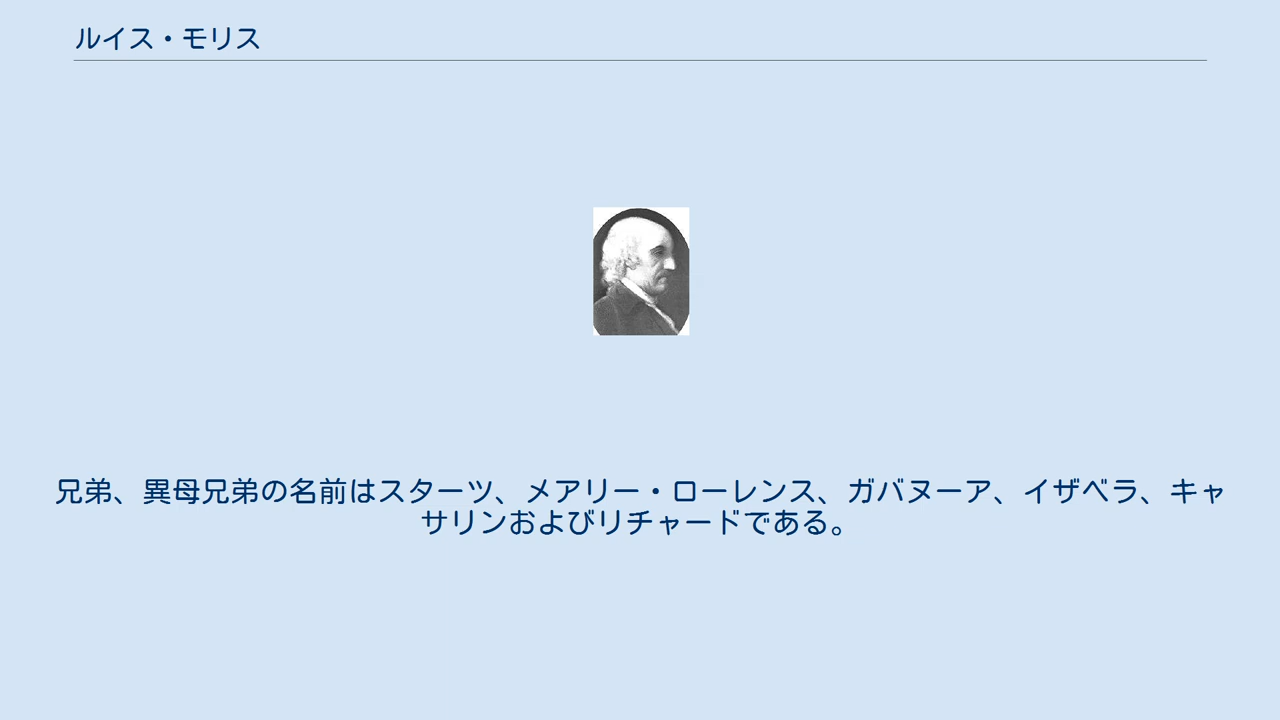 ルイス・モリス
兄弟、異母兄弟の名前はスターツ、メアリー・ローレンス、ガバヌーア、イザベラ、キャ
サリンおよびリチャードである。